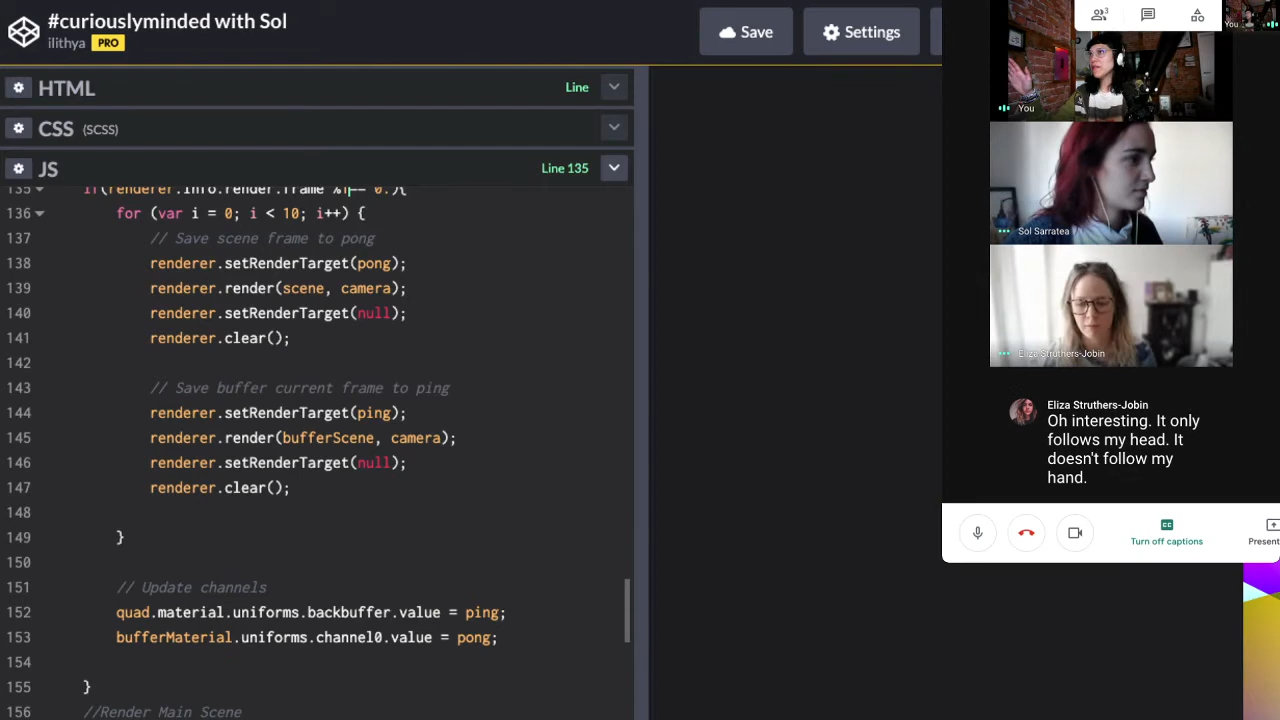 #curiouslyminded with Sol
ilithya PRO
Save
Settings
HTML
Line
CSS (SCSS)
JS
Line 135
135 if(renderer.info.render.frame %1== 0.){
136 for (var i = 0; i < 10; i++) {
137 // Save scene frame to pong
138 renderer.setRenderTarget(pong);
139 renderer.render(scene, camera);
140 renderer.setRenderTarget(null);
141 renderer.clear();
142
143 // Save buffer current frame to ping
144 renderer.setRenderTarget(ping);
145 renderer.render(bufferScene, camera);
146 renderer.setRenderTarget(null);
147 renderer.clear();
148
149 }
150
151 // Update channels
152 quad.material.uniforms.backbuffer.value = ping;
153 bufferMaterial.uniforms.channel0.value = pong;
154
155 }
156 //Render Main Scene
3
You
You
Sol Sarratea
Eliza Struthers-Jobin
Eliza Struthers-Jobin
Oh interesting. It only
follows my head. It
doesn't follow my
hand.
Turn off captions
Present